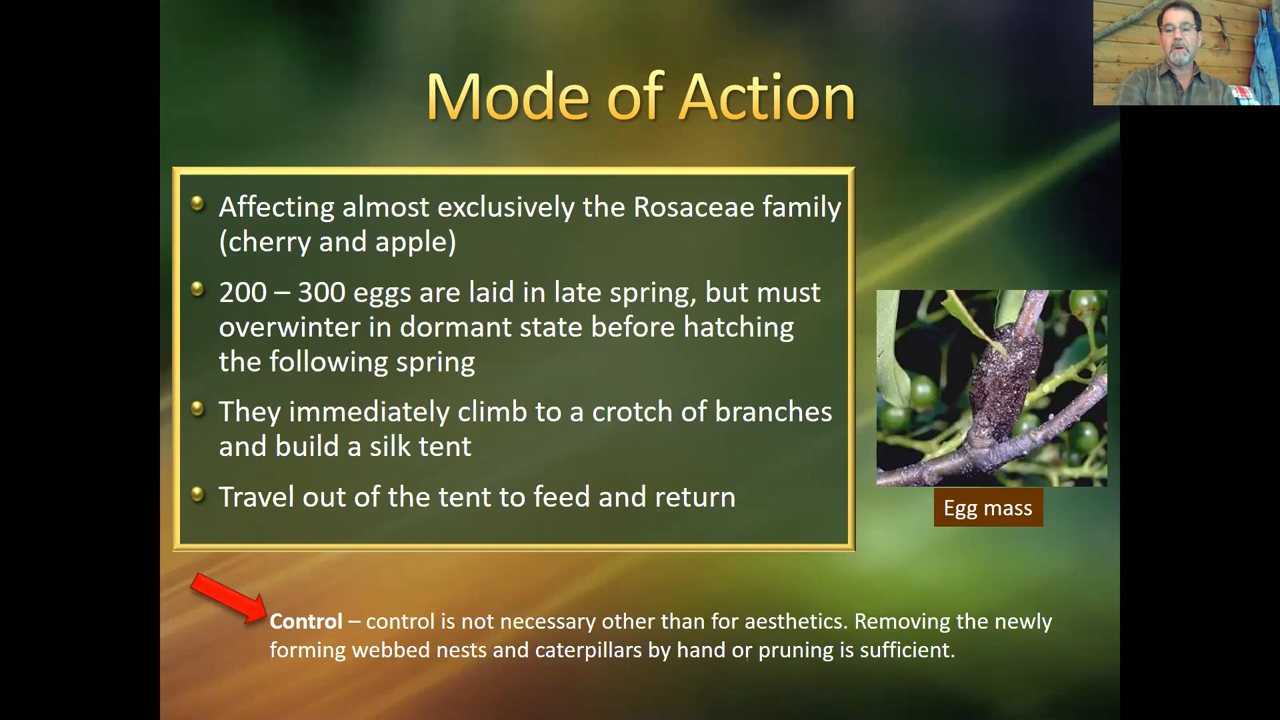 Mode of Action
Affecting almost exclusively the Rosaceae family
(cherry and apple)
200 – 300 eggs are laid in late spring, but must
overwinter in dormant state before hatching
the following spring
They immediately climb to a crotch of branches
and build a silk tent
Travel out of the tent to feed and return
Egg mass
Control – control is not necessary other than for aesthetics. Removing the newly
forming webbed nests and caterpillars by hand or pruning is sufficient.